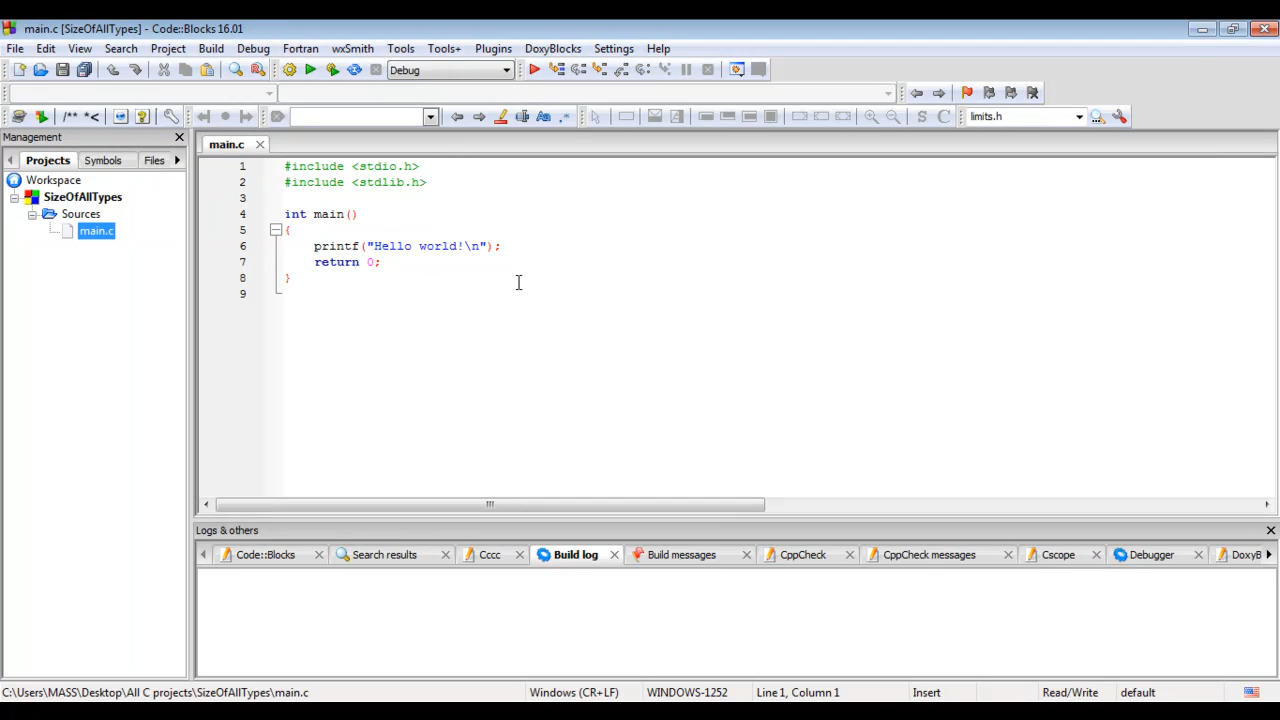 main.c [SizeOfAllTypes] - Code::Blocks 16.01
File Edit View Search Project Build Debug Fortran wxSmith Tools Tools+ Plugins DoxyBlocks Settings Help
Debug
/** *< limits.h
Management
main.c
Projects Symbols Files
Workspace
SizeOfAllTypes
Sources
main.c
1 #include <stdio.h>
2 #include <stdlib.h>
3
4 int main()
5 {
6 printf("Hello world!\n");
7 return 0;
8 }
9
Logs & others
Code::Blocks Search results Cccc Build log Build messages CppCheck CppCheck messages Cscope Debugger DoxyB
C:\Users\MASS\Desktop\All C projects\SizeOfAllTypes\main.c Windows (CR+LF) WINDOWS-1252 Line 1, Column 1 Insert Read/Write default